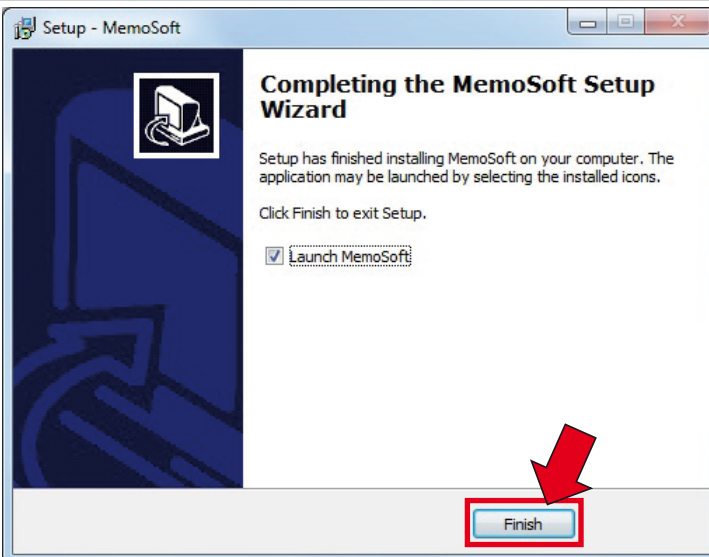 Setup - MemoSoft
Completing the MemoSoft Setup
Wizard
Setup has finished installing MemoSoft on your computer. The
application may be launched by selecting the installed icons.
Click Finish to exit Setup.
Launch MemoSoft
Finish